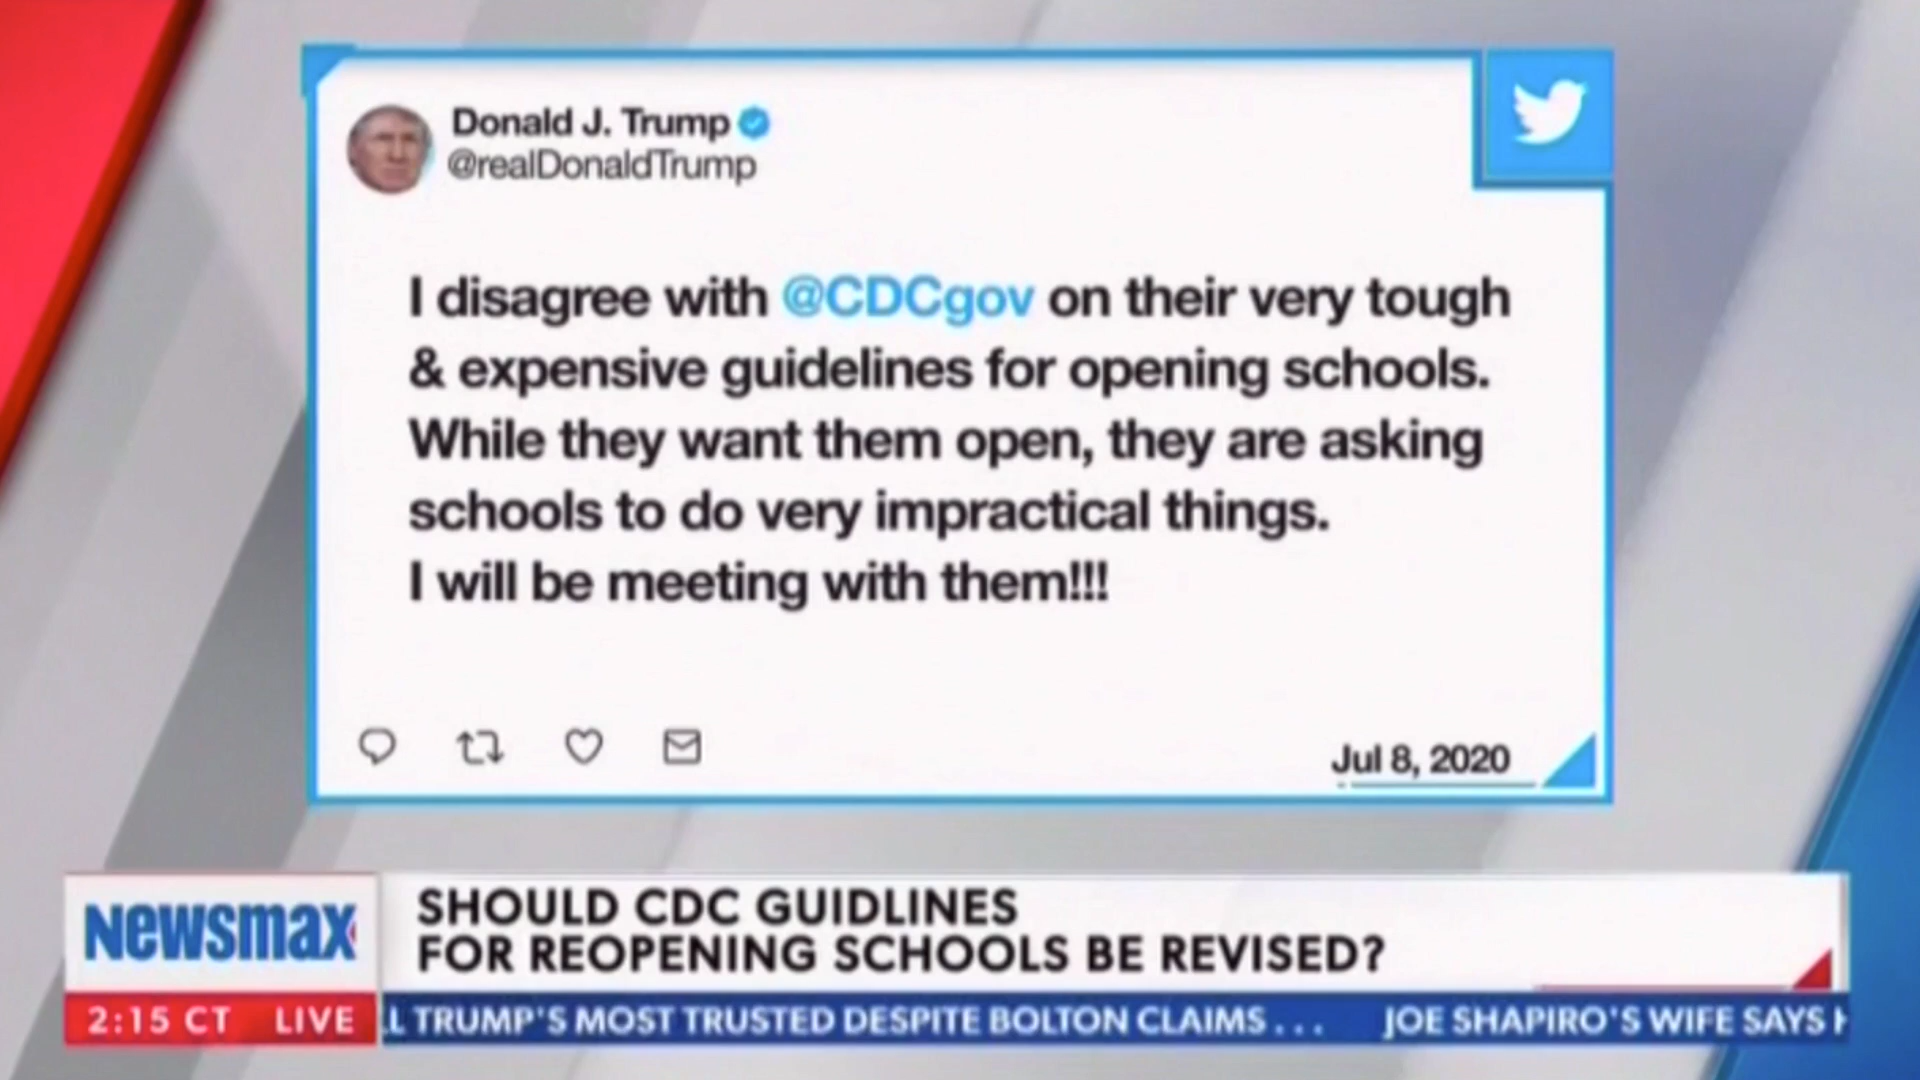 Donald J. Trump
@realDonaldTrump
I disagree with @CDCgov on their very tough
& expensive guidelines for opening schools.
While they want them open, they are asking
schools to do very impractical things.
I will be meeting with them!!!
Jul 8, 2020
Newsmax
SHOULD CDC GUIDLINES
FOR REOPENING SCHOOLS BE REVISED?
2:15 CT LIVE
TRUMP'S MOST TRUSTED DESPITE BOLTON CLAIMS... JOE SHAPIRO'S WIFE SAYS